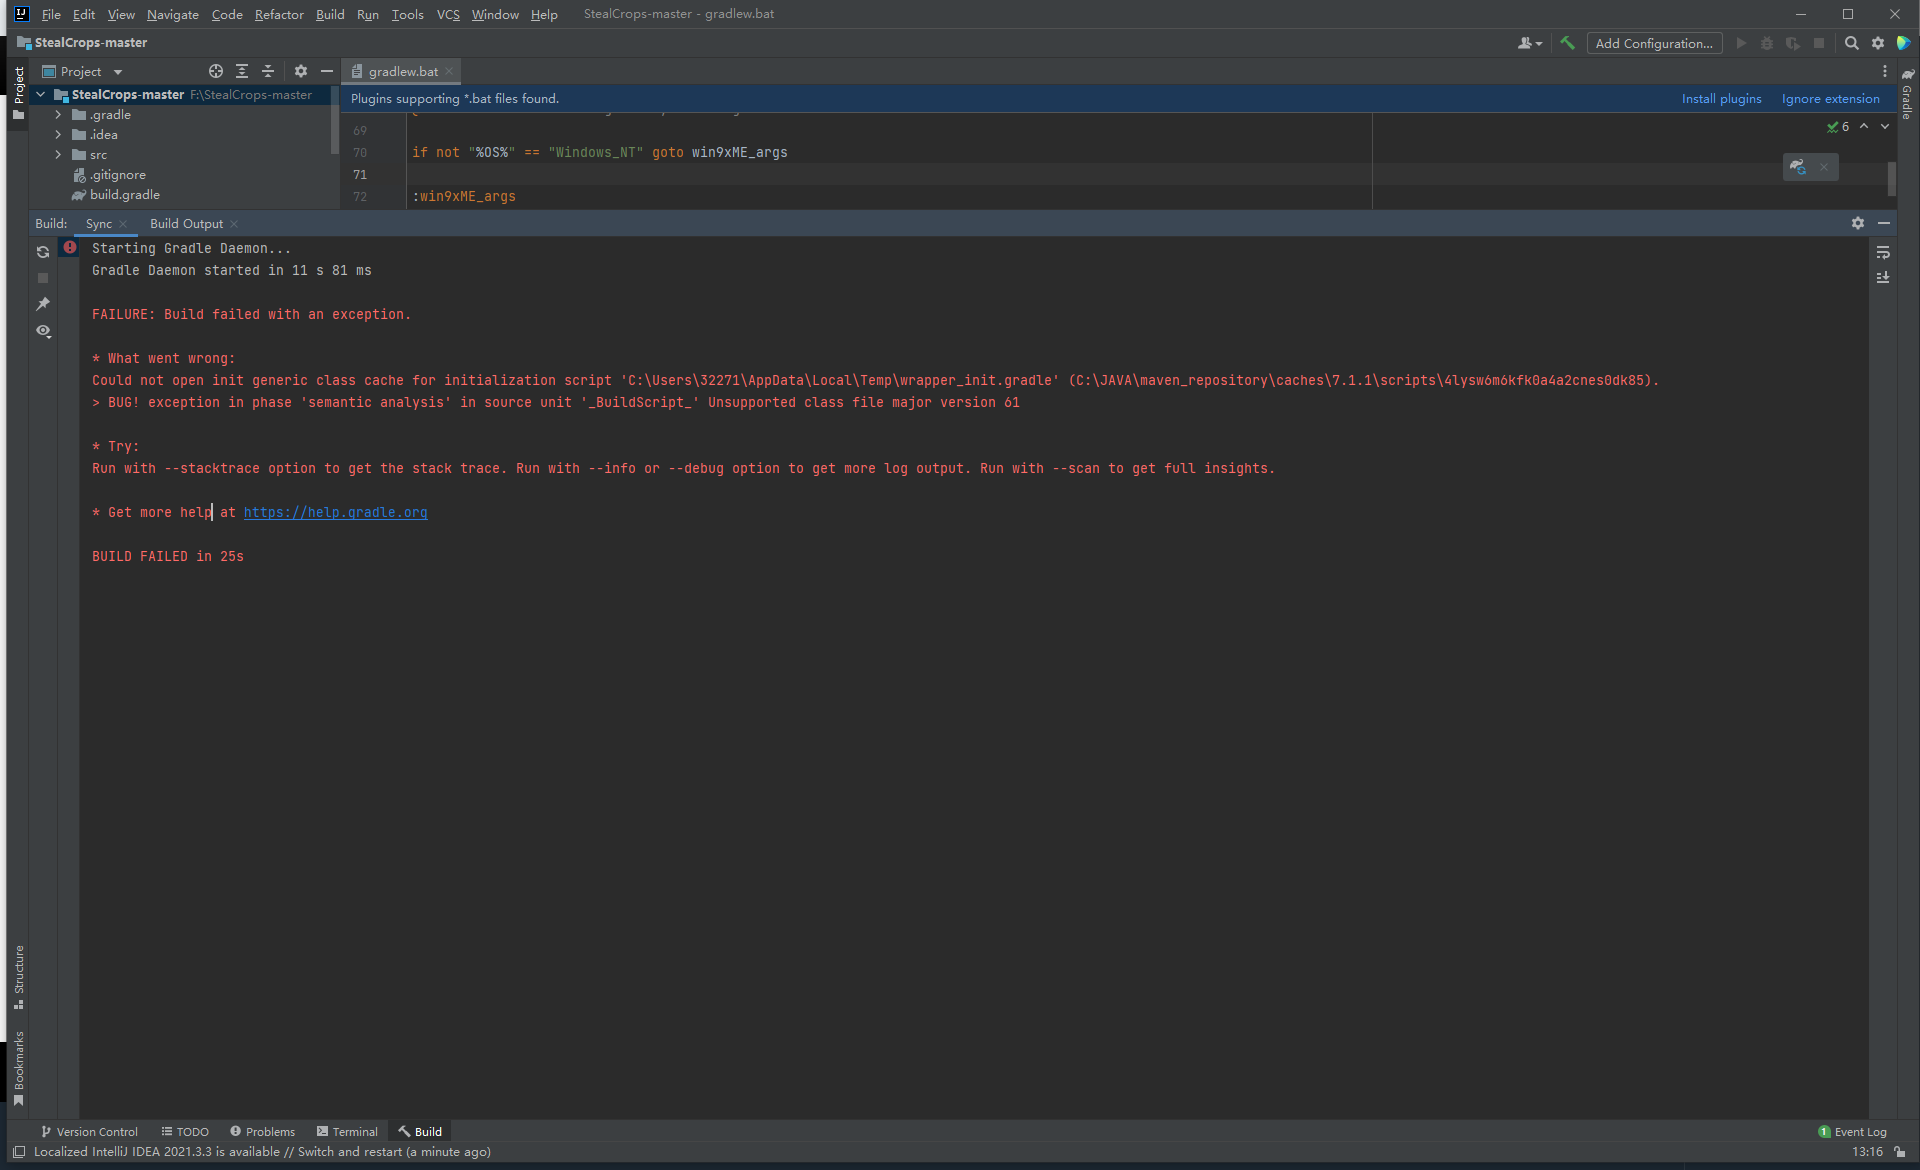 File Edit View Navigate Code Refactor Build Run Tools VCS Window Help StealCrops-master - gradlew.bat
StealCrops-master
Add Configuration...
Project
Project
gradlew.bat
StealCrops-master F:\StealCrops-master
Plugins supporting *.bat files found.
Install plugins
Ignore extension
Gradle
.gradle
.idea
src
.gitignore
build.gradle
69
6
70 if not "%OS%" == "Windows_NT" goto win9xME_args
71
72 :win9xME_args
Build: Sync Build Output
Starting Gradle Daemon...
Gradle Daemon started in 11 s 81 ms
FAILURE: Build failed with an exception.
* What went wrong:
Could not open init generic class cache for initialization script 'C:\Users\32271\AppData\Local\Temp\wrapper_init.gradle' (C:\JAVA\maven_repository\caches\7.1.1\scripts\4lysw6m6kfk0a4a2cnes0dk85).
> BUG! exception in phase 'semantic analysis' in source unit '_BuildScript_' Unsupported class file major version 61
* Try:
Run with --stacktrace option to get the stack trace. Run with --info or --debug option to get more log output. Run with --scan to get full insights.
* Get more help at https://help.gradle.org
BUILD FAILED in 25s
Structure
Bookmarks
Version Control TODO Problems Terminal Build
1 Event Log
Localized IntelliJ IDEA 2021.3.3 is available // Switch and restart (a minute ago)
13:16